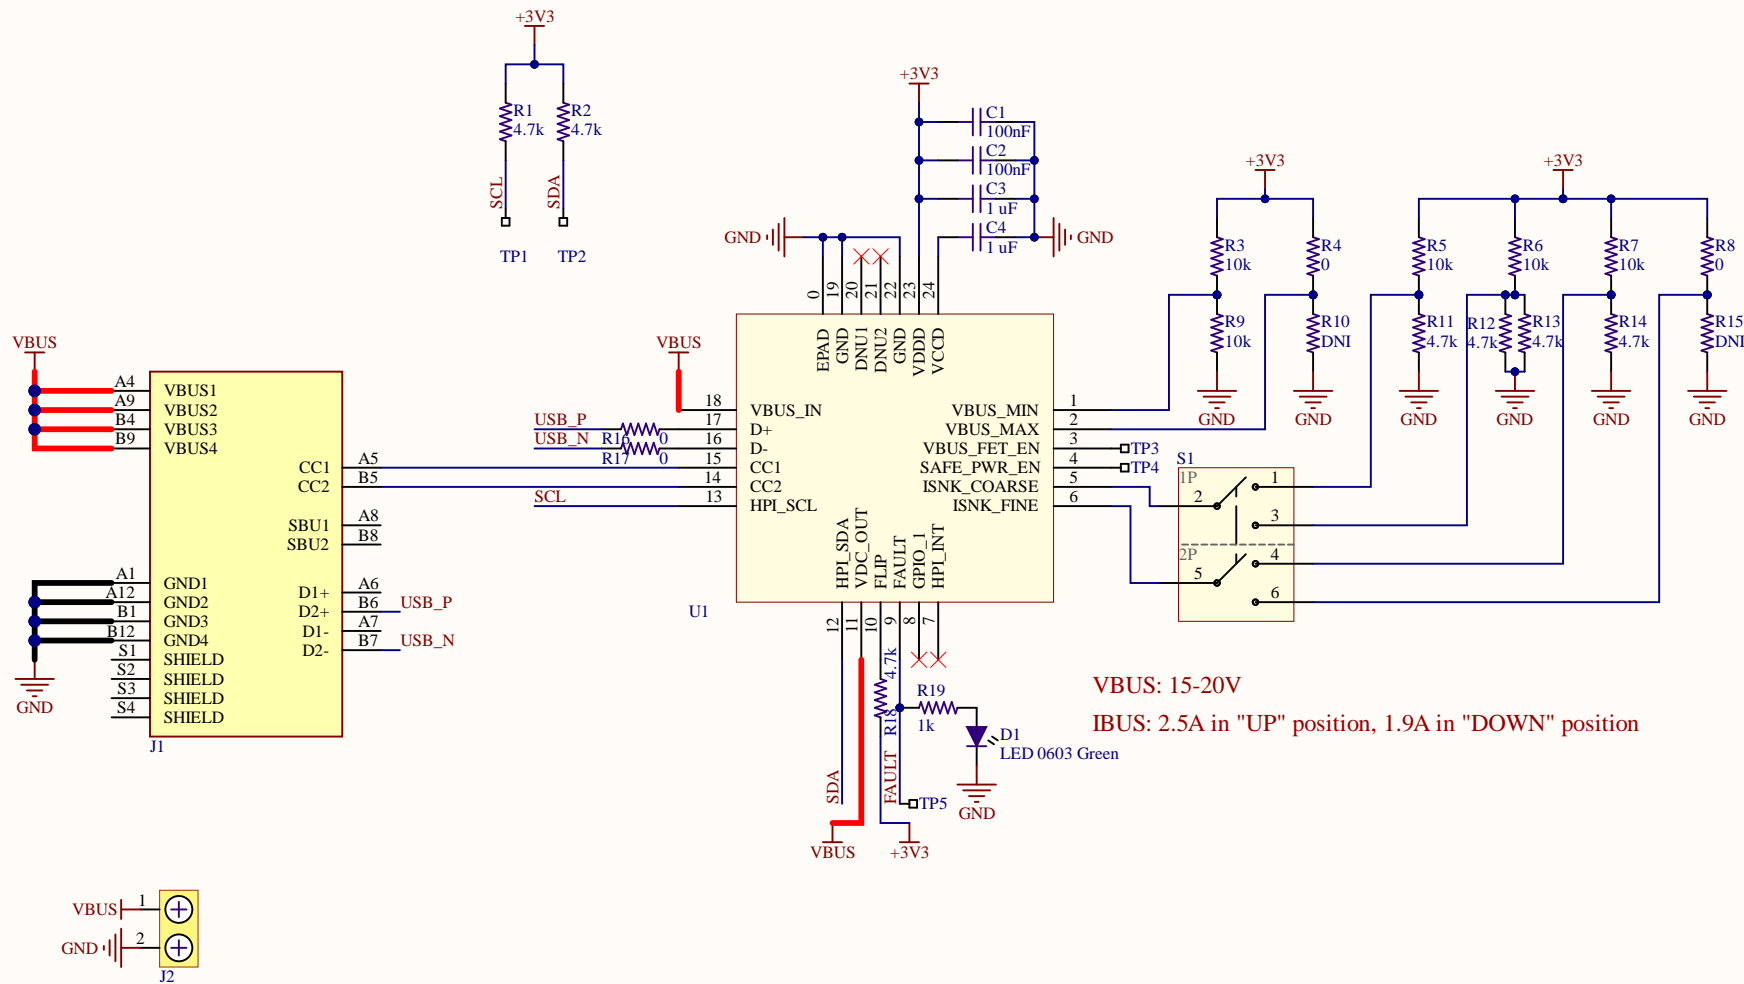 +3V3
R1
4.7k
R2
4.7k
SCL
SDA
TP1
TP2
+3V3
C1
100nF
C2
100nF
C3
1 uF
C4
1 uF
GND
GND
+3V3
R3
10k
R4
0
R9
10k
R10
DNI
GND
GND
+3V3
R5
10k
R6
10k
R7
10k
R8
0
R11
4.7k
R12
4.7k
R13
4.7k
R14
4.7k
R15
DNI
GND
GND
GND
GND
VBUS
A4 VBUS1
A9 VBUS2
B4 VBUS3
B9 VBUS4
CC1 A5
CC2 B5
SBU1 A8
SBU2 B8
A1 GND1
A12 GND2
B1 GND3
B12 GND4
S1 SHIELD
S2 SHIELD
S3 SHIELD
S4 SHIELD
D1+ A6
D2+ B6 USB_P
D1- A7
D2- B7 USB_N
GND
J1
VBUS
USB_P
R16 0
USB_N
R17 0
SCL
0 EPAD
19 GND
20 DNU1
21 DNU2
22 GND
23 VDDD
24 VCCD
18 VBUS_IN
17 D+
16 D-
15 CC1
14 CC2
13 HPI_SCL
VBUS_MIN 1
VBUS_MAX 2
VBUS_FET_EN 3 TP3
SAFE_PWR_EN 4 TP4
ISNK_COARSE 5
ISNK_FINE 6
HPI_SDA 12
VDC_OUT 11
FLIP 10
FAULT 9
GPIO_1 8
HPI_INT 7
U1
S1
1P
1
2
3
2P
4
5
6
R18
4.7k
R19
1k
D1
LED 0603 Green
GND
SDA
FAULT
TP5
VBUS
+3V3
VBUS: 15-20V
IBUS: 2.5A in "UP" position, 1.9A in "DOWN" position
VBUS 1
GND 2
J2